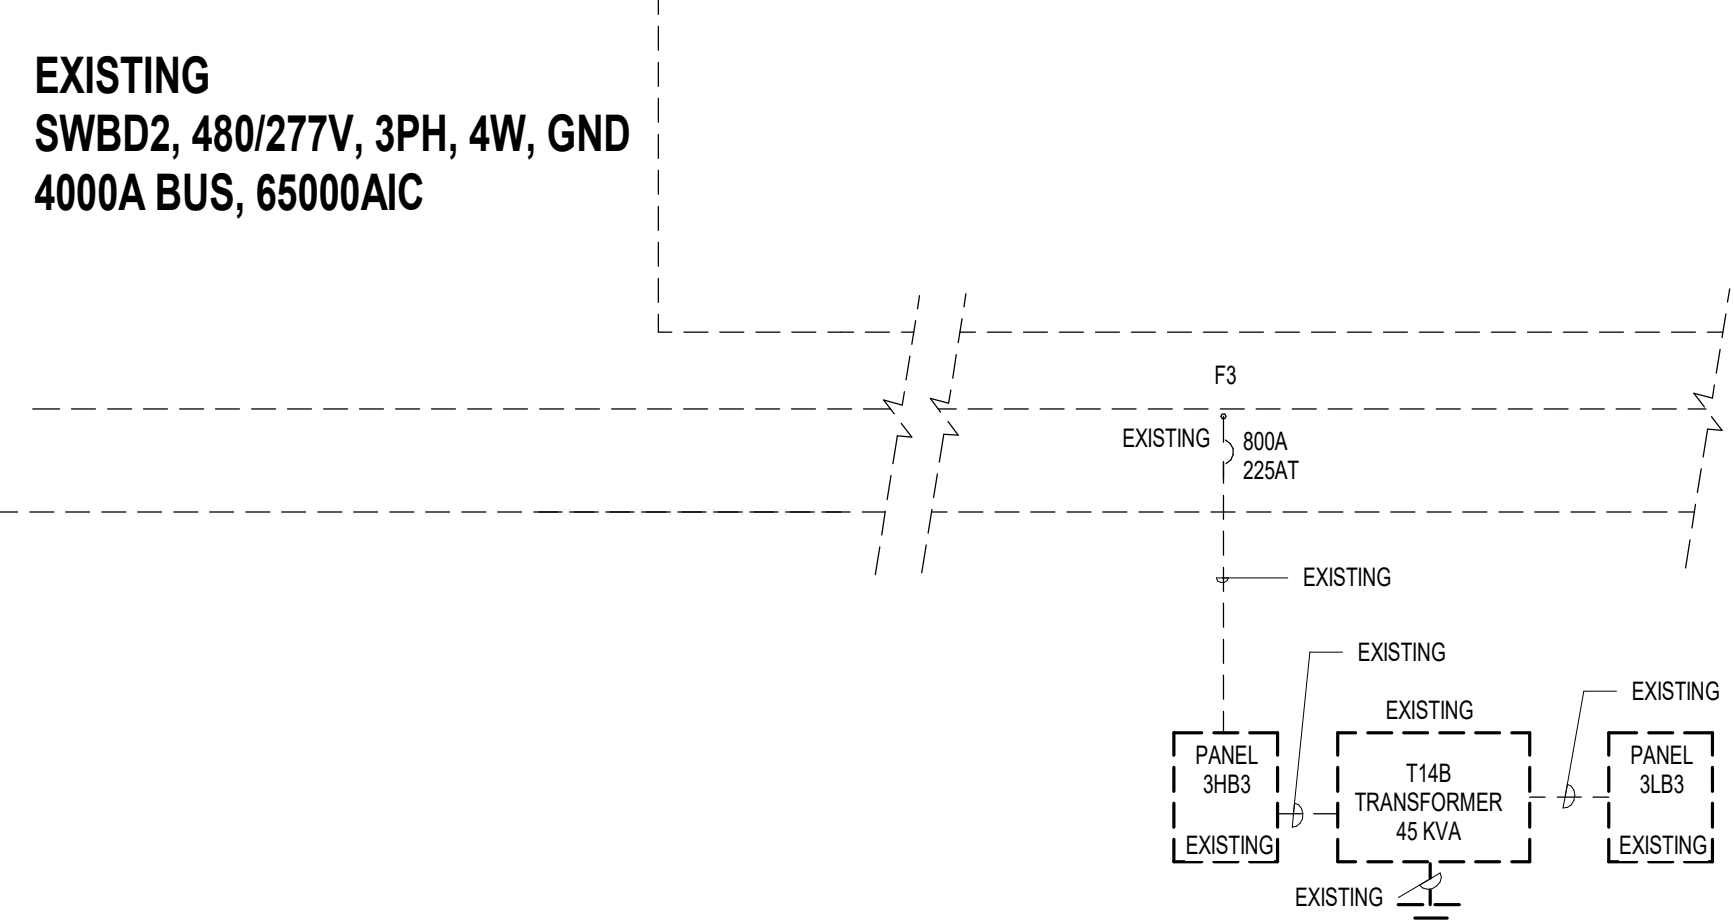 EXISTING
SWBD2, 480/277V, 3PH, 4W, GND
4000A BUS, 65000AIC
F3
EXISTING
800A
225AT
EXISTING
EXISTING
EXISTING
EXISTING
PANEL
3HB3
EXISTING
T14B
TRANSFORMER
45 KVA
PANEL
3LB3
EXISTING
EXISTING